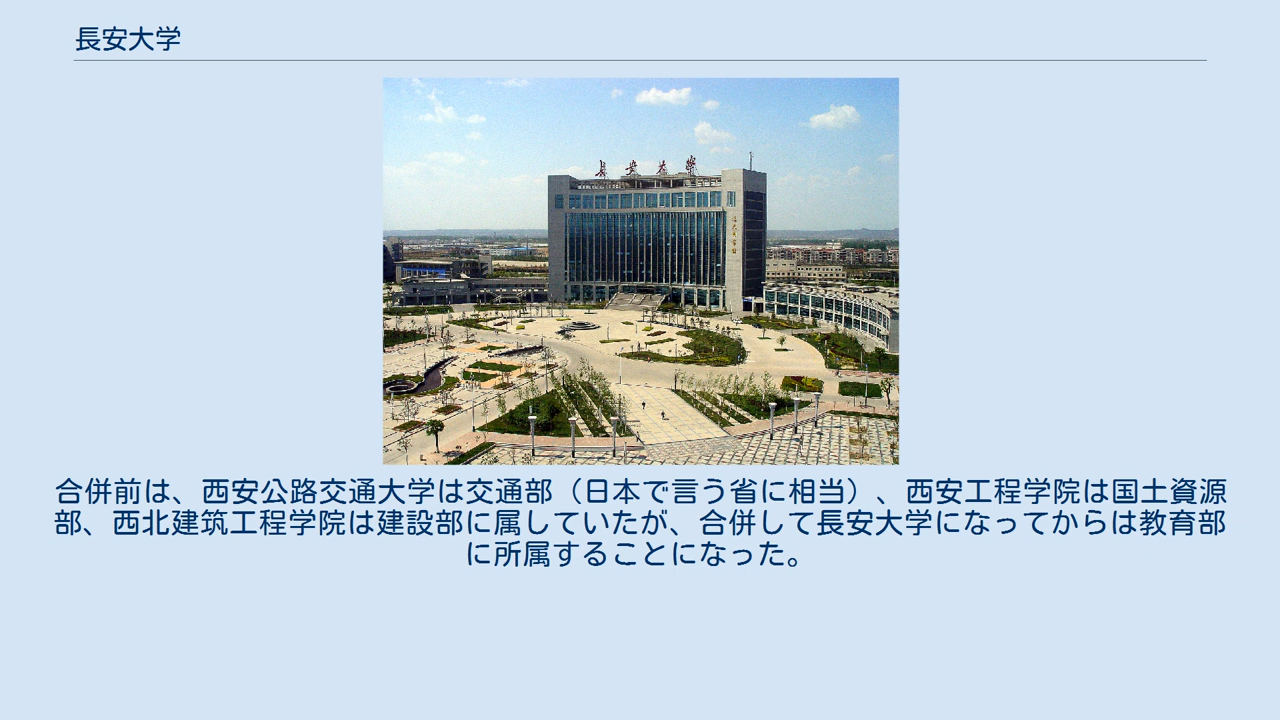 長安大学
長安大學
合併前は、西安公路交通大学は交通部（日本で言う省に相当）、西安工程学院は国土資源
部、西北建筑工程学院は建設部に属していたが、合併して長安大学になってからは教育部
に所属することになった。